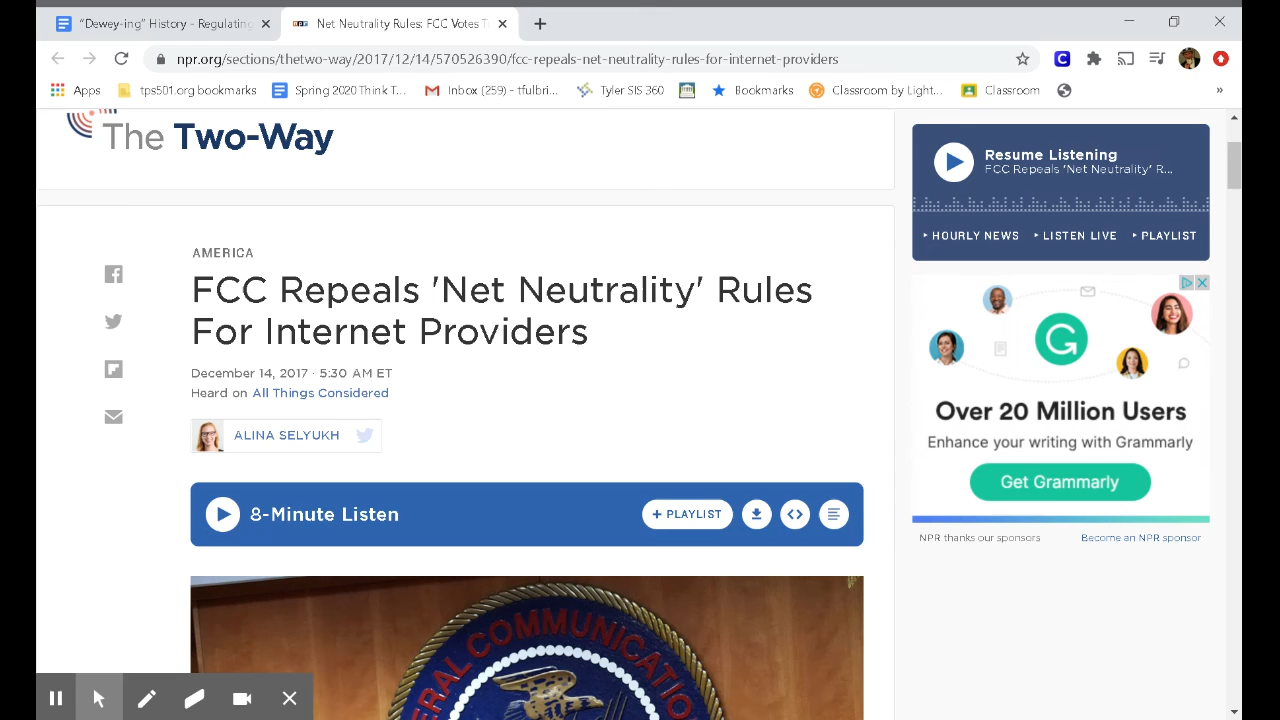 “Dewey-ing” History - Regulating
Net Neutrality Rules: FCC Votes T
npr.org/sections/thetwo-way/2017/12/14/570526390/fcc-repeals-net-neutrality-rules-for-internet-providers
Apps
tps501.org bookmarks
Spring 2020 Think T...
Inbox (259) - tfulbri...
Tyler SIS 360
Bookmarks
Classroom by Light...
Classroom
»
The Two-Way
AMERICA
FCC Repeals 'Net Neutrality' Rules
For Internet Providers
December 14, 2017 · 5:30 AM ET
Heard on All Things Considered
ALINA SELYUKH
8-Minute Listen
+ PLAYLIST
FEDERAL COMMUNICATIO
Resume Listening
FCC Repeals 'Net Neutrality' R...
HOURLY NEWS
LISTEN LIVE
PLAYLIST
Over 20 Million Users
Enhance your writing with Grammarly
Get Grammarly
NPR thanks our sponsors
Become an NPR sponsor